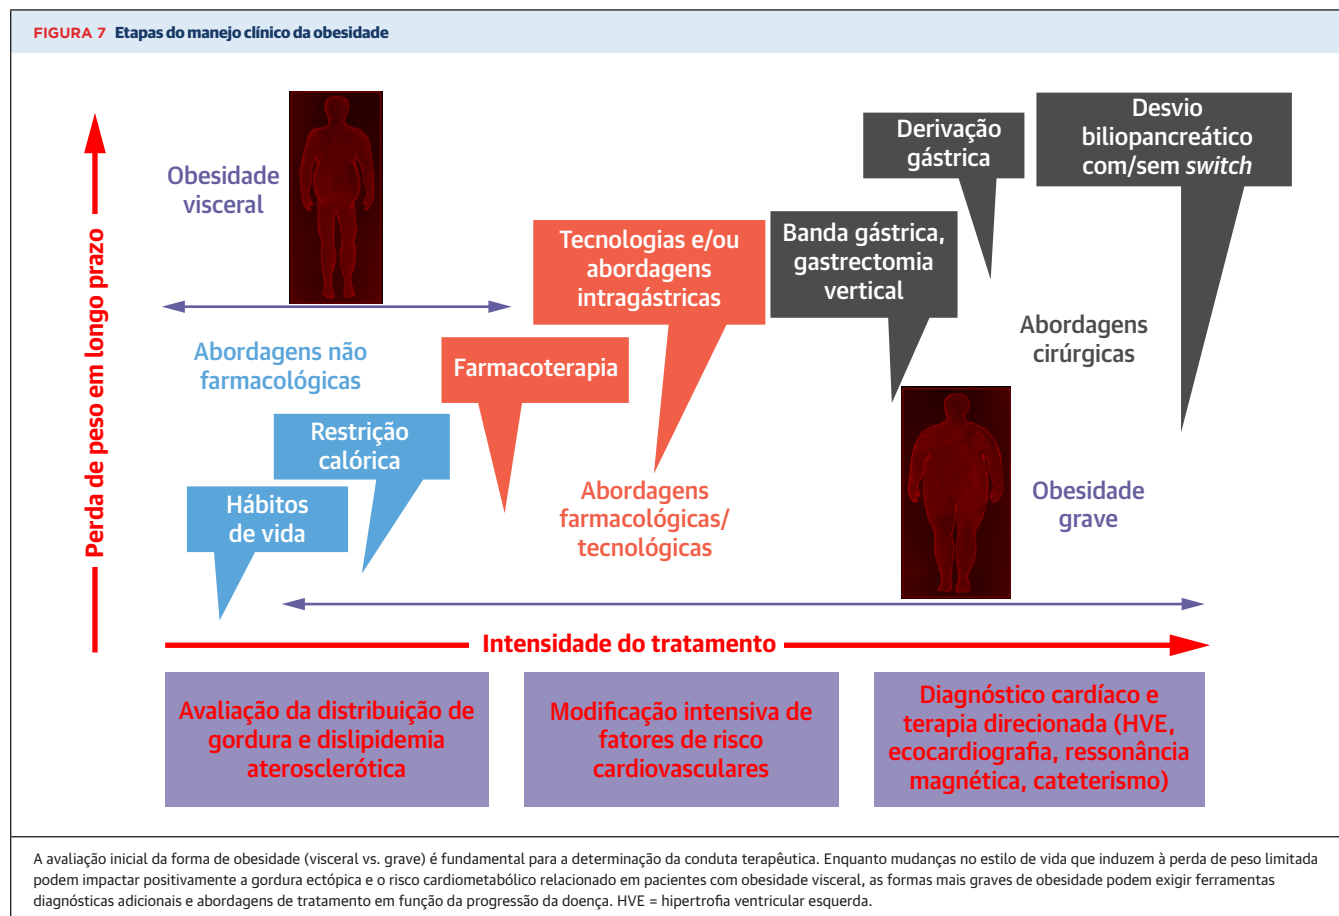 FIGURA 7 Etapas do manejo clínico da obesidade
Perda de peso em longo prazo
Obesidade
visceral
Abordagens não
farmacológicas
Hábitos
de vida
Restrição
calórica
Farmacoterapia
Tecnologias e/ou
abordagens
intragástricas
Abordagens
farmacológicas/
tecnológicas
Banda gástrica,
gastrectomia
vertical
Derivação
gástrica
Desvio
biliopancreático
com/sem switch
Abordagens
cirúrgicas
Obesidade
grave
Intensidade do tratamento
Avaliação da distribuição de
gordura e dislipidemia
aterosclerótica
Modificação intensiva de
fatores de risco
cardiovasculares
Diagnóstico cardíaco e
terapia direcionada (HVE,
ecocardiografia, ressonância
magnética, cateterismo)
A avaliação inicial da forma de obesidade (visceral vs. grave) é fundamental para a determinação da conduta terapêutica. Enquanto mudanças no estilo de vida que induzem à perda de peso limitada
podem impactar positivamente a gordura ectópica e o risco cardiometabólico relacionado em pacientes com obesidade visceral, as formas mais graves de obesidade podem exigir ferramentas
diagnósticas adicionais e abordagens de tratamento em função da progressão da doença. HVE = hipertrofia ventricular esquerda.